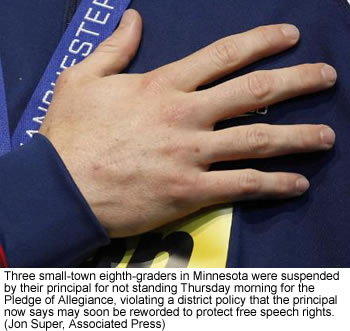 MANCHESTER
Three small-town eighth-graders in Minnesota were suspended
by their principal for not standing Thursday morning for the
Pledge of Allegiance, violating a district policy that the principal
now says may soon be reworded to protect free speech rights.
(Jon Super, Associated Press)